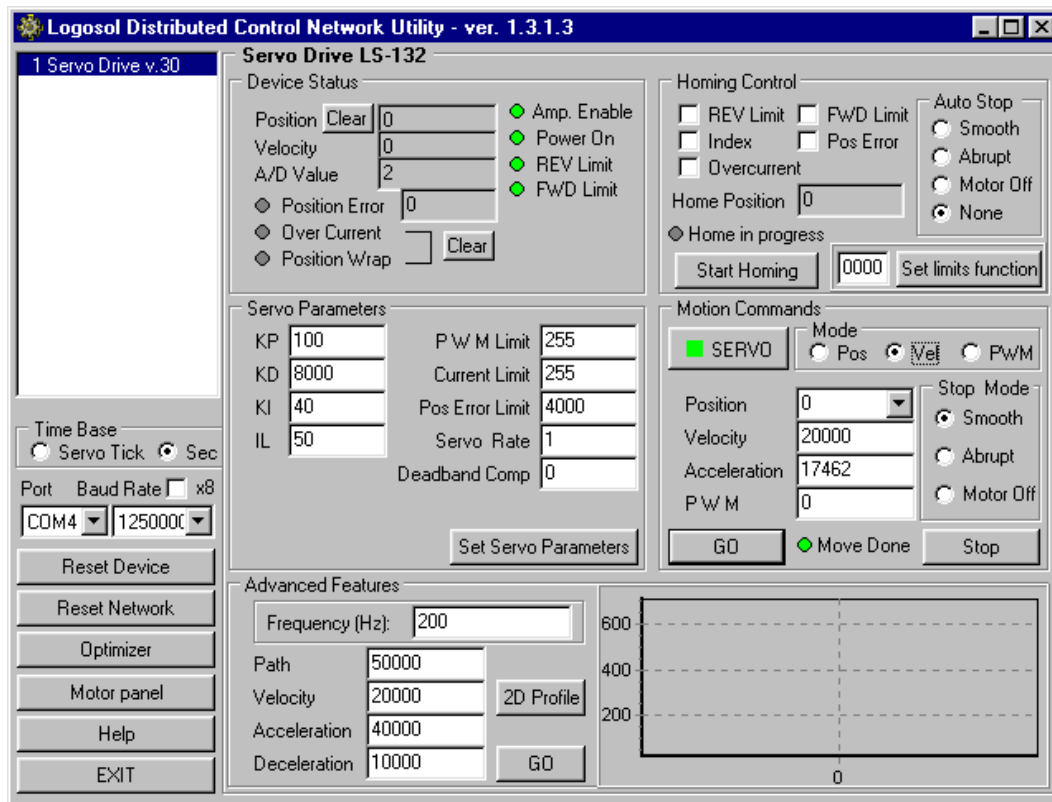 Logosol Distributed Control Network Utility - ver. 1.3.1.3
1 Servo Drive v.30
Time Base
Servo Tick Sec
Port Baud Rate x8
COM4 1250000
Reset Device
Reset Network
Optimizer
Motor panel
Help
EXIT
Servo Drive LS-132
Device Status
Position Clear 0
Velocity 0
A/D Value 2
Position Error 0
Over Current
Position Wrap
Clear
Amp. Enable
Power On
REV Limit
FWD Limit
Homing Control
REV Limit FWD Limit
Index Pos Error
Overcurrent
Home Position 0
Home in progress
Start Homing 0000 Set limits function
Auto Stop
Smooth
Abrupt
Motor Off
None
Servo Parameters
KP 100
KD 8000
KI 40
IL 50
P W M Limit 255
Current Limit 255
Pos Error Limit 4000
Servo Rate 1
Deadband Comp 0
Set Servo Parameters
Motion Commands
SERVO
Mode
Pos Vel PWM
Position 0
Velocity 20000
Acceleration 17462
P W M 0
Stop Mode
Smooth
Abrupt
Motor Off
GO Move Done Stop
Advanced Features
Frequency (Hz): 200
Path 50000
Velocity 20000
Acceleration 40000
Deceleration 10000
2D Profile
GO
600
400
200
0